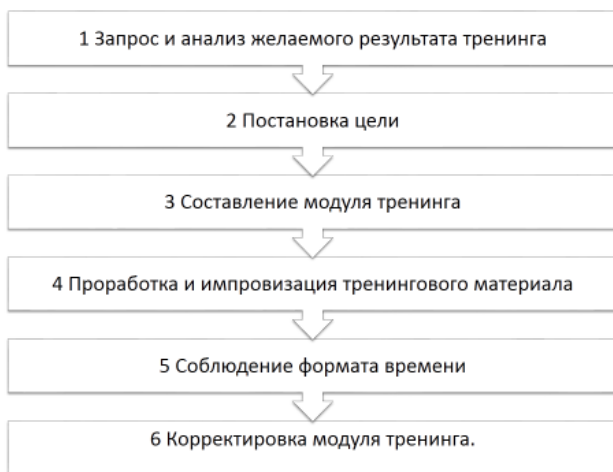 1 Запрос и анализ желаемого результата тренинга
2 Постановка цели
3 Составление модуля тренинга
4 Проработка и импровизация тренингового материала
5 Соблюдение формата времени
6 Корректировка модуля тренинга.